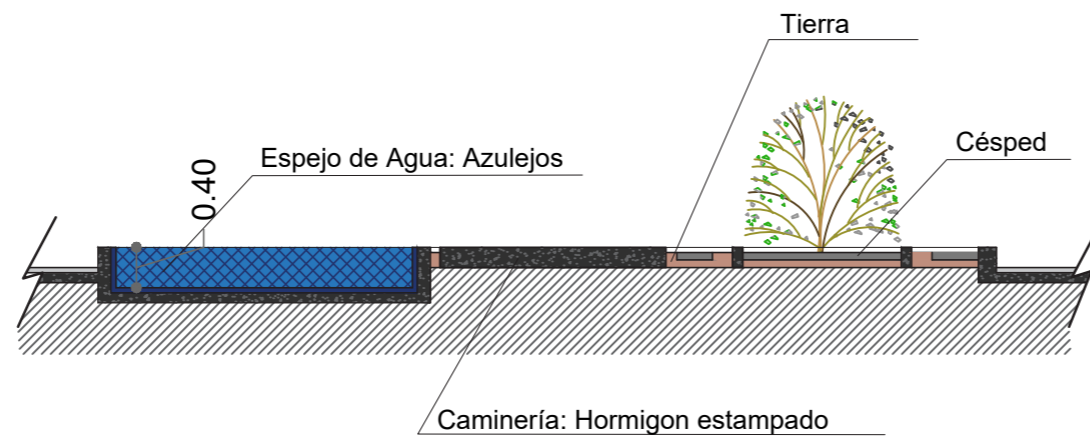 Tierra
Césped
Espejo de Agua: Azulejos
0.40
Caminería: Hormigon estampado